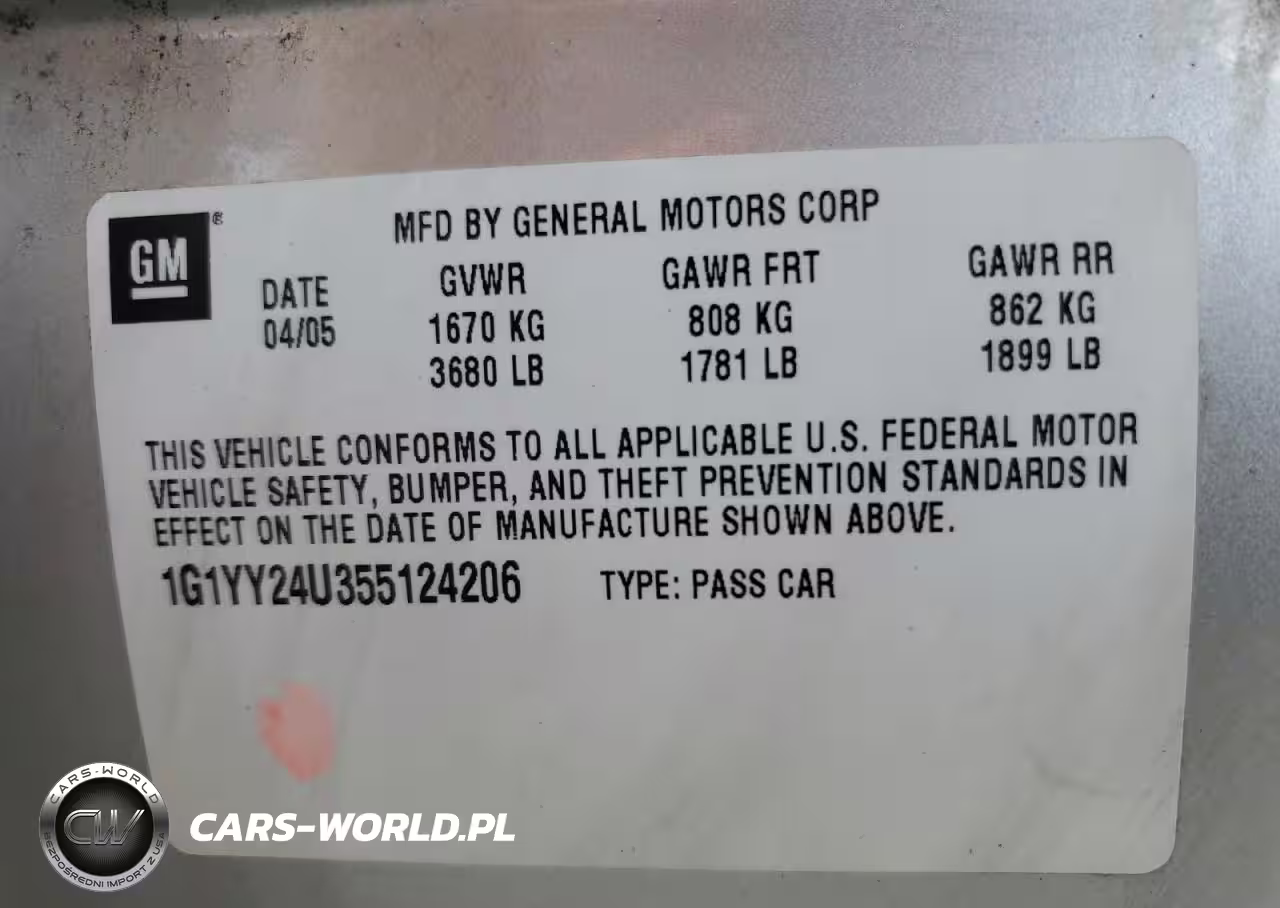 GM ®
MFD BY GENERAL MOTORS CORP
DATE GVWR GAWR FRT GAWR RR
04/05 1670 KG 808 KG 862 KG
3680 LB 1781 LB 1899 LB
THIS VEHICLE CONFORMS TO ALL APPLICABLE U.S. FEDERAL MOTOR
VEHICLE SAFETY, BUMPER, AND THEFT PREVENTION STANDARDS IN
EFFECT ON THE DATE OF MANUFACTURE SHOWN ABOVE.
1G1YY24U355124206 TYPE: PASS CAR
CARS-WORLD
CW
BEZPOŚREDNI IMPORT Z USA
CARS-WORLD.PL